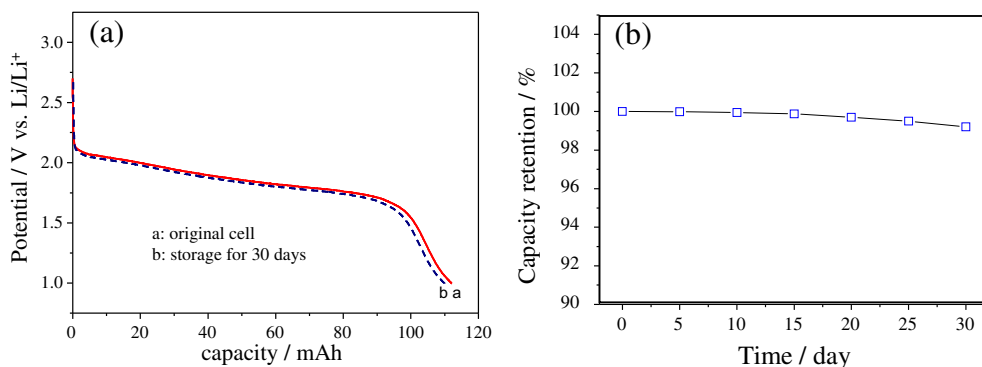 (a)
3.0
2.5
2.0
1.5
1.0
Potential / V vs. Li/Li⁺
a: original cell
b: storage for 30 days
b a
0 20 40 60 80 100 120
capacity / mAh
(b)
104
102
100
98
96
94
92
90
Capacity retention / %
0 5 10 15 20 25 30
Time / day